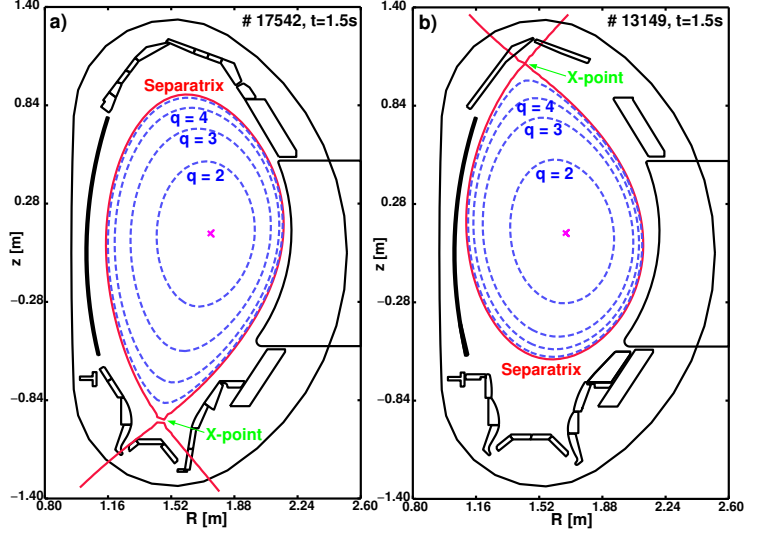 a) # 17542, t=1.5s
Separatrix
q = 4
q = 3
q = 2
X-point
z [m]
1.40
0.84
0.28
−0.28
−0.84
−1.40
0.80 1.16 1.52 1.88 2.24 2.60
R [m]
b) # 13149, t=1.5s
X-point
q = 4
q = 3
q = 2
Separatrix
z [m]
1.40
0.84
0.28
−0.28
−0.84
−1.40
0.80 1.16 1.52 1.88 2.24 2.60
R [m]